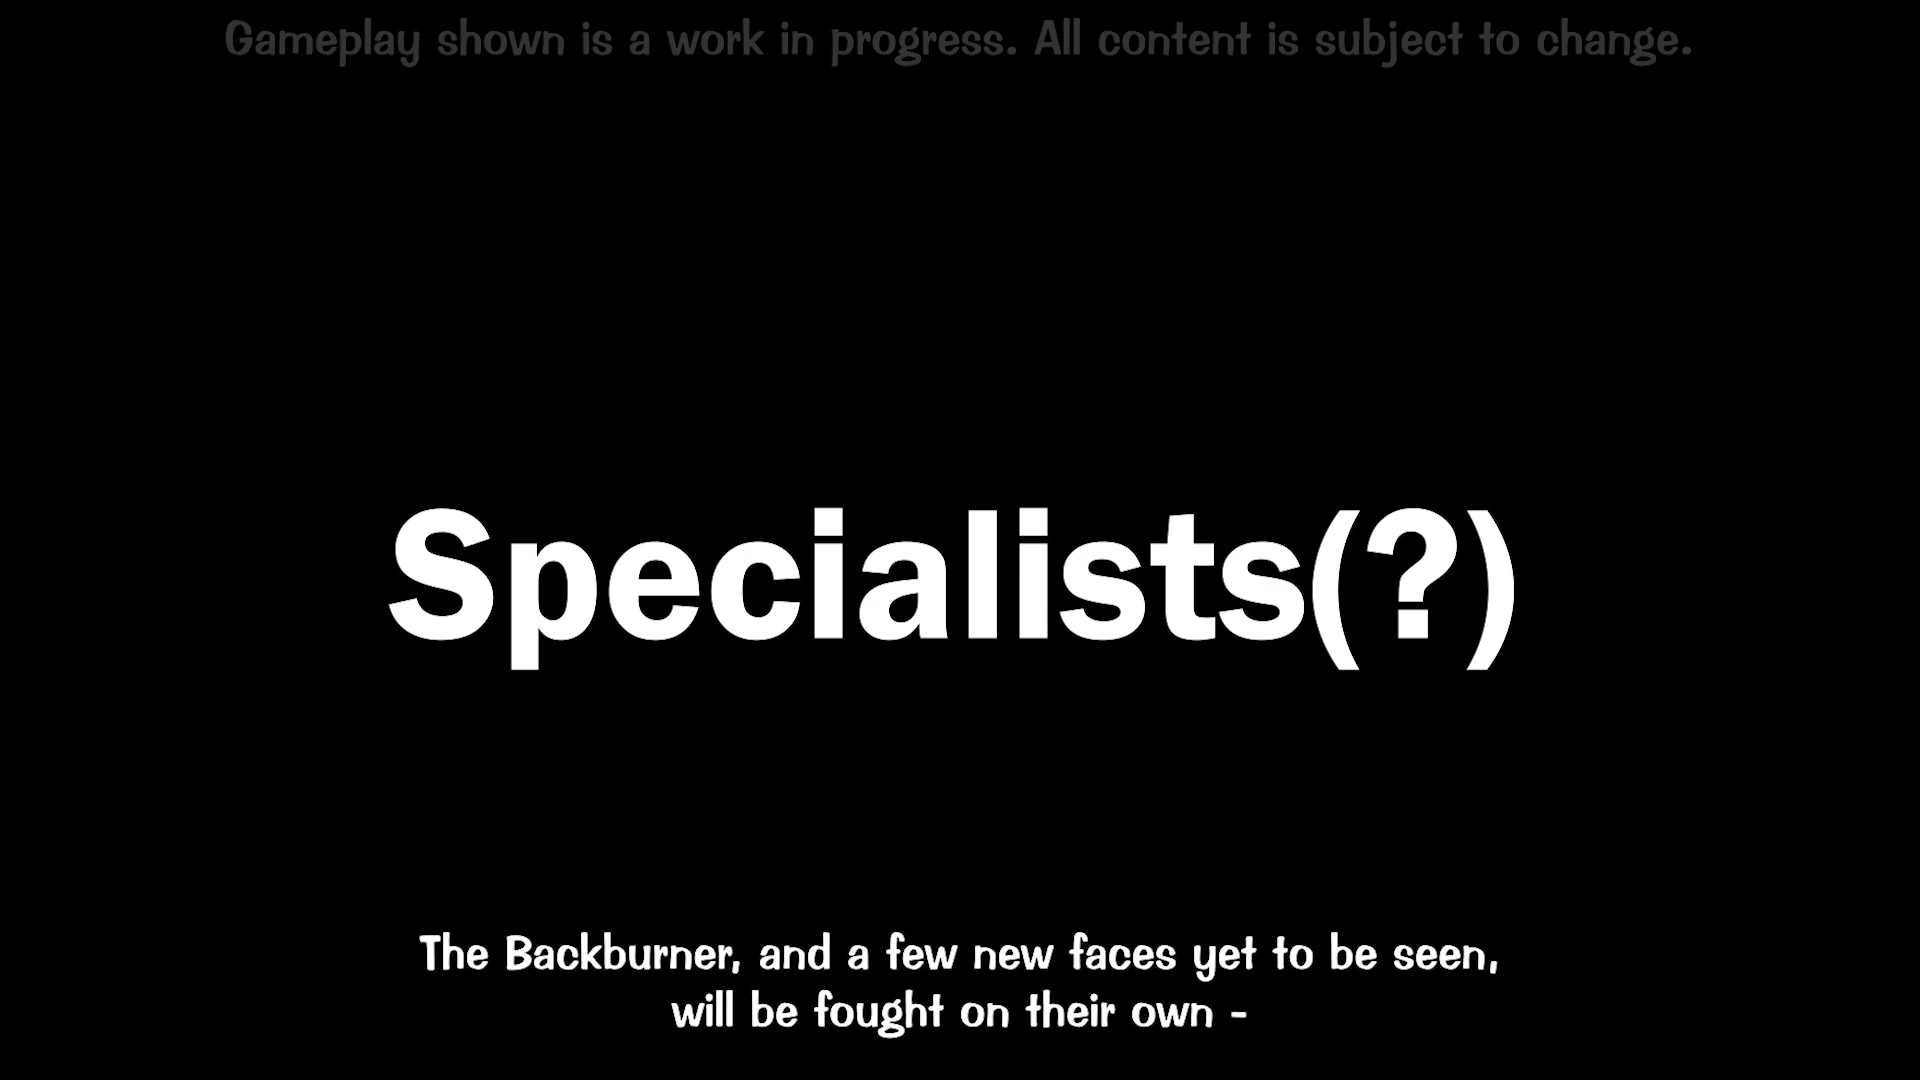 Gameplay shown is a work in progress. All content is subject to change.
Specialists(?)
The Backburner, and a few new faces yet to be seen,
will be fought on their own -